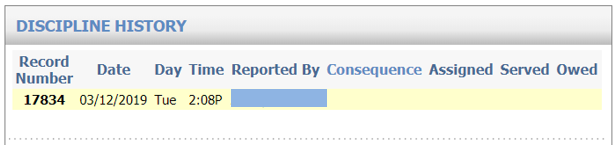 DISCIPLINE HISTORY
Record Number Date Day Time Reported By Consequence Assigned Served Owed
17834 03/12/2019 Tue 2:08P